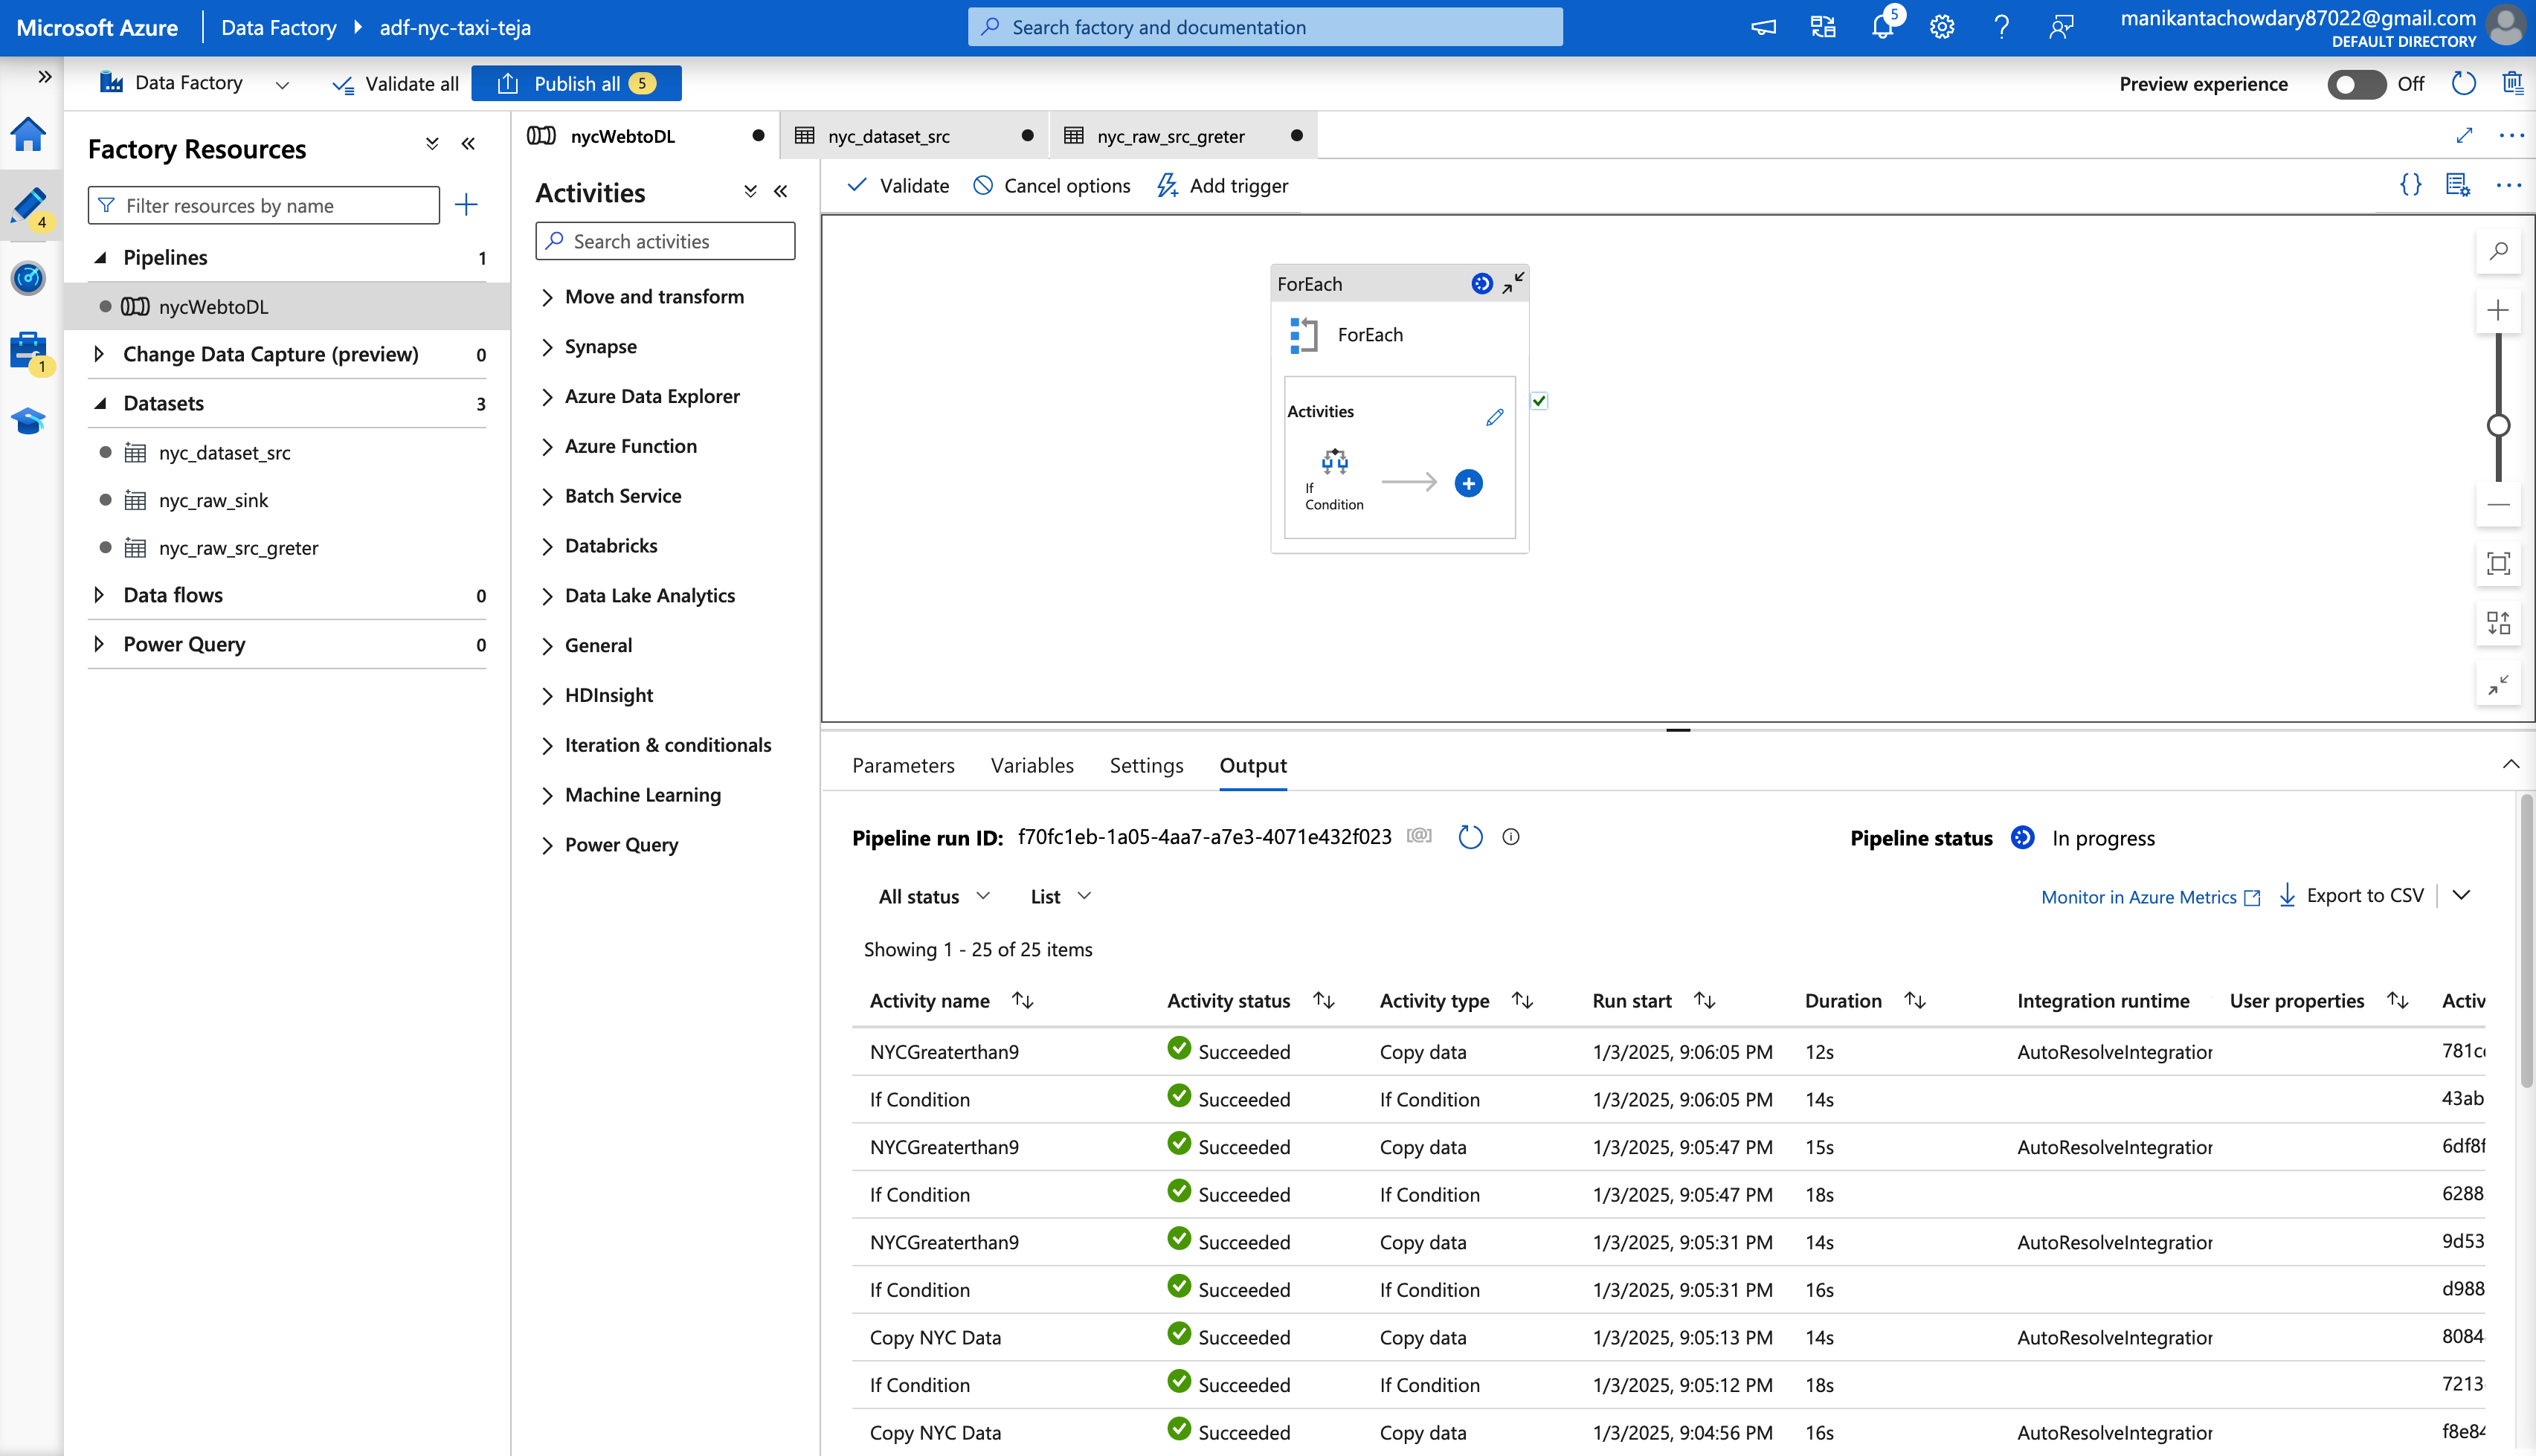 Microsoft Azure
Data Factory
adf-nyc-taxi-teja
Search factory and documentation
5
manikantachowdary87022@gmail.com
DEFAULT DIRECTORY
Data Factory
Validate all
Publish all 5
Preview experience
Off
4
1
Factory Resources
Filter resources by name
Pipelines 1
nycWebtoDL
Change Data Capture (preview) 0
Datasets 3
nyc_dataset_src
nyc_raw_sink
nyc_raw_src_greter
Data flows 0
Power Query 0
nycWebtoDL
nyc_dataset_src
nyc_raw_src_greter
Activities
Search activities
Move and transform
Synapse
Azure Data Explorer
Azure Function
Batch Service
Databricks
Data Lake Analytics
General
HDInsight
Iteration & conditionals
Machine Learning
Power Query
Validate
Cancel options
Add trigger
ForEach
ForEach
Activities
If
Condition
Parameters
Variables
Settings
Output
Pipeline run ID: f70fc1eb-1a05-4aa7-a7e3-4071e432f023
Pipeline status In progress
All status
List
Monitor in Azure Metrics
Export to CSV
Showing 1 - 25 of 25 items
Activity name Activity status Activity type Run start Duration Integration runtime User properties Activ
NYCGreaterthan9 Succeeded Copy data 1/3/2025, 9:06:05 PM 12s AutoResolveIntegration 781c
If Condition Succeeded If Condition 1/3/2025, 9:06:05 PM 14s 43ab
NYCGreaterthan9 Succeeded Copy data 1/3/2025, 9:05:47 PM 15s AutoResolveIntegration 6df8f
If Condition Succeeded If Condition 1/3/2025, 9:05:47 PM 18s 6288
NYCGreaterthan9 Succeeded Copy data 1/3/2025, 9:05:31 PM 14s AutoResolveIntegration 9d53
If Condition Succeeded If Condition 1/3/2025, 9:05:31 PM 16s d988
Copy NYC Data Succeeded Copy data 1/3/2025, 9:05:13 PM 14s AutoResolveIntegration 8084
If Condition Succeeded If Condition 1/3/2025, 9:05:12 PM 18s 7213
Copy NYC Data Succeeded Copy data 1/3/2025, 9:04:56 PM 16s AutoResolveIntegration f8e84